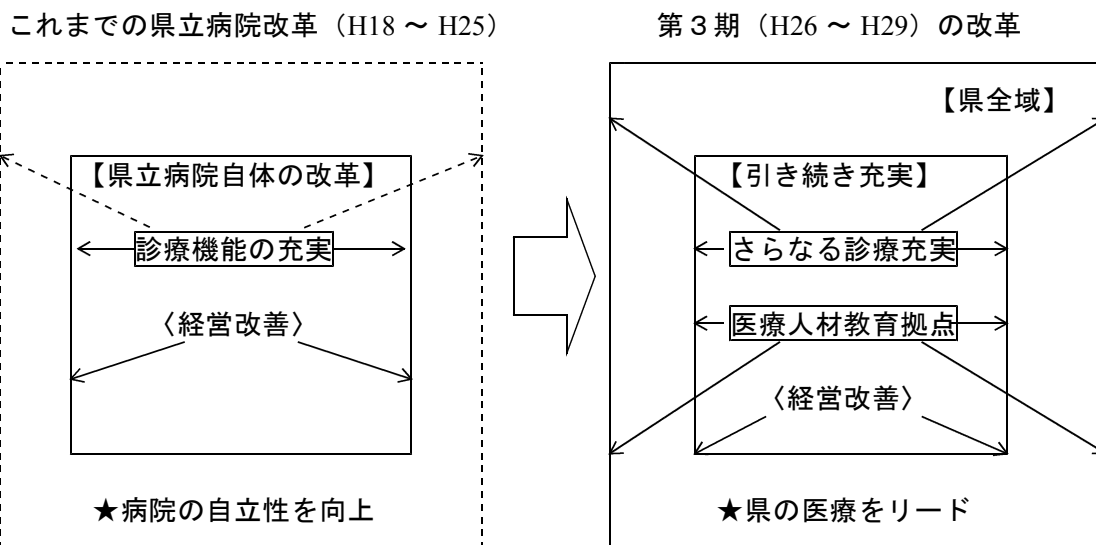 これまでの県立病院改革（H18 ～ H25）
【県立病院自体の改革】
診療機能の充実
〈経営改善〉
★病院の自立性を向上
第３期（H26 ～ H29）の改革
【県全域】
【引き続き充実】
さらなる診療充実
医療人材教育拠点
〈経営改善〉
★県の医療をリード